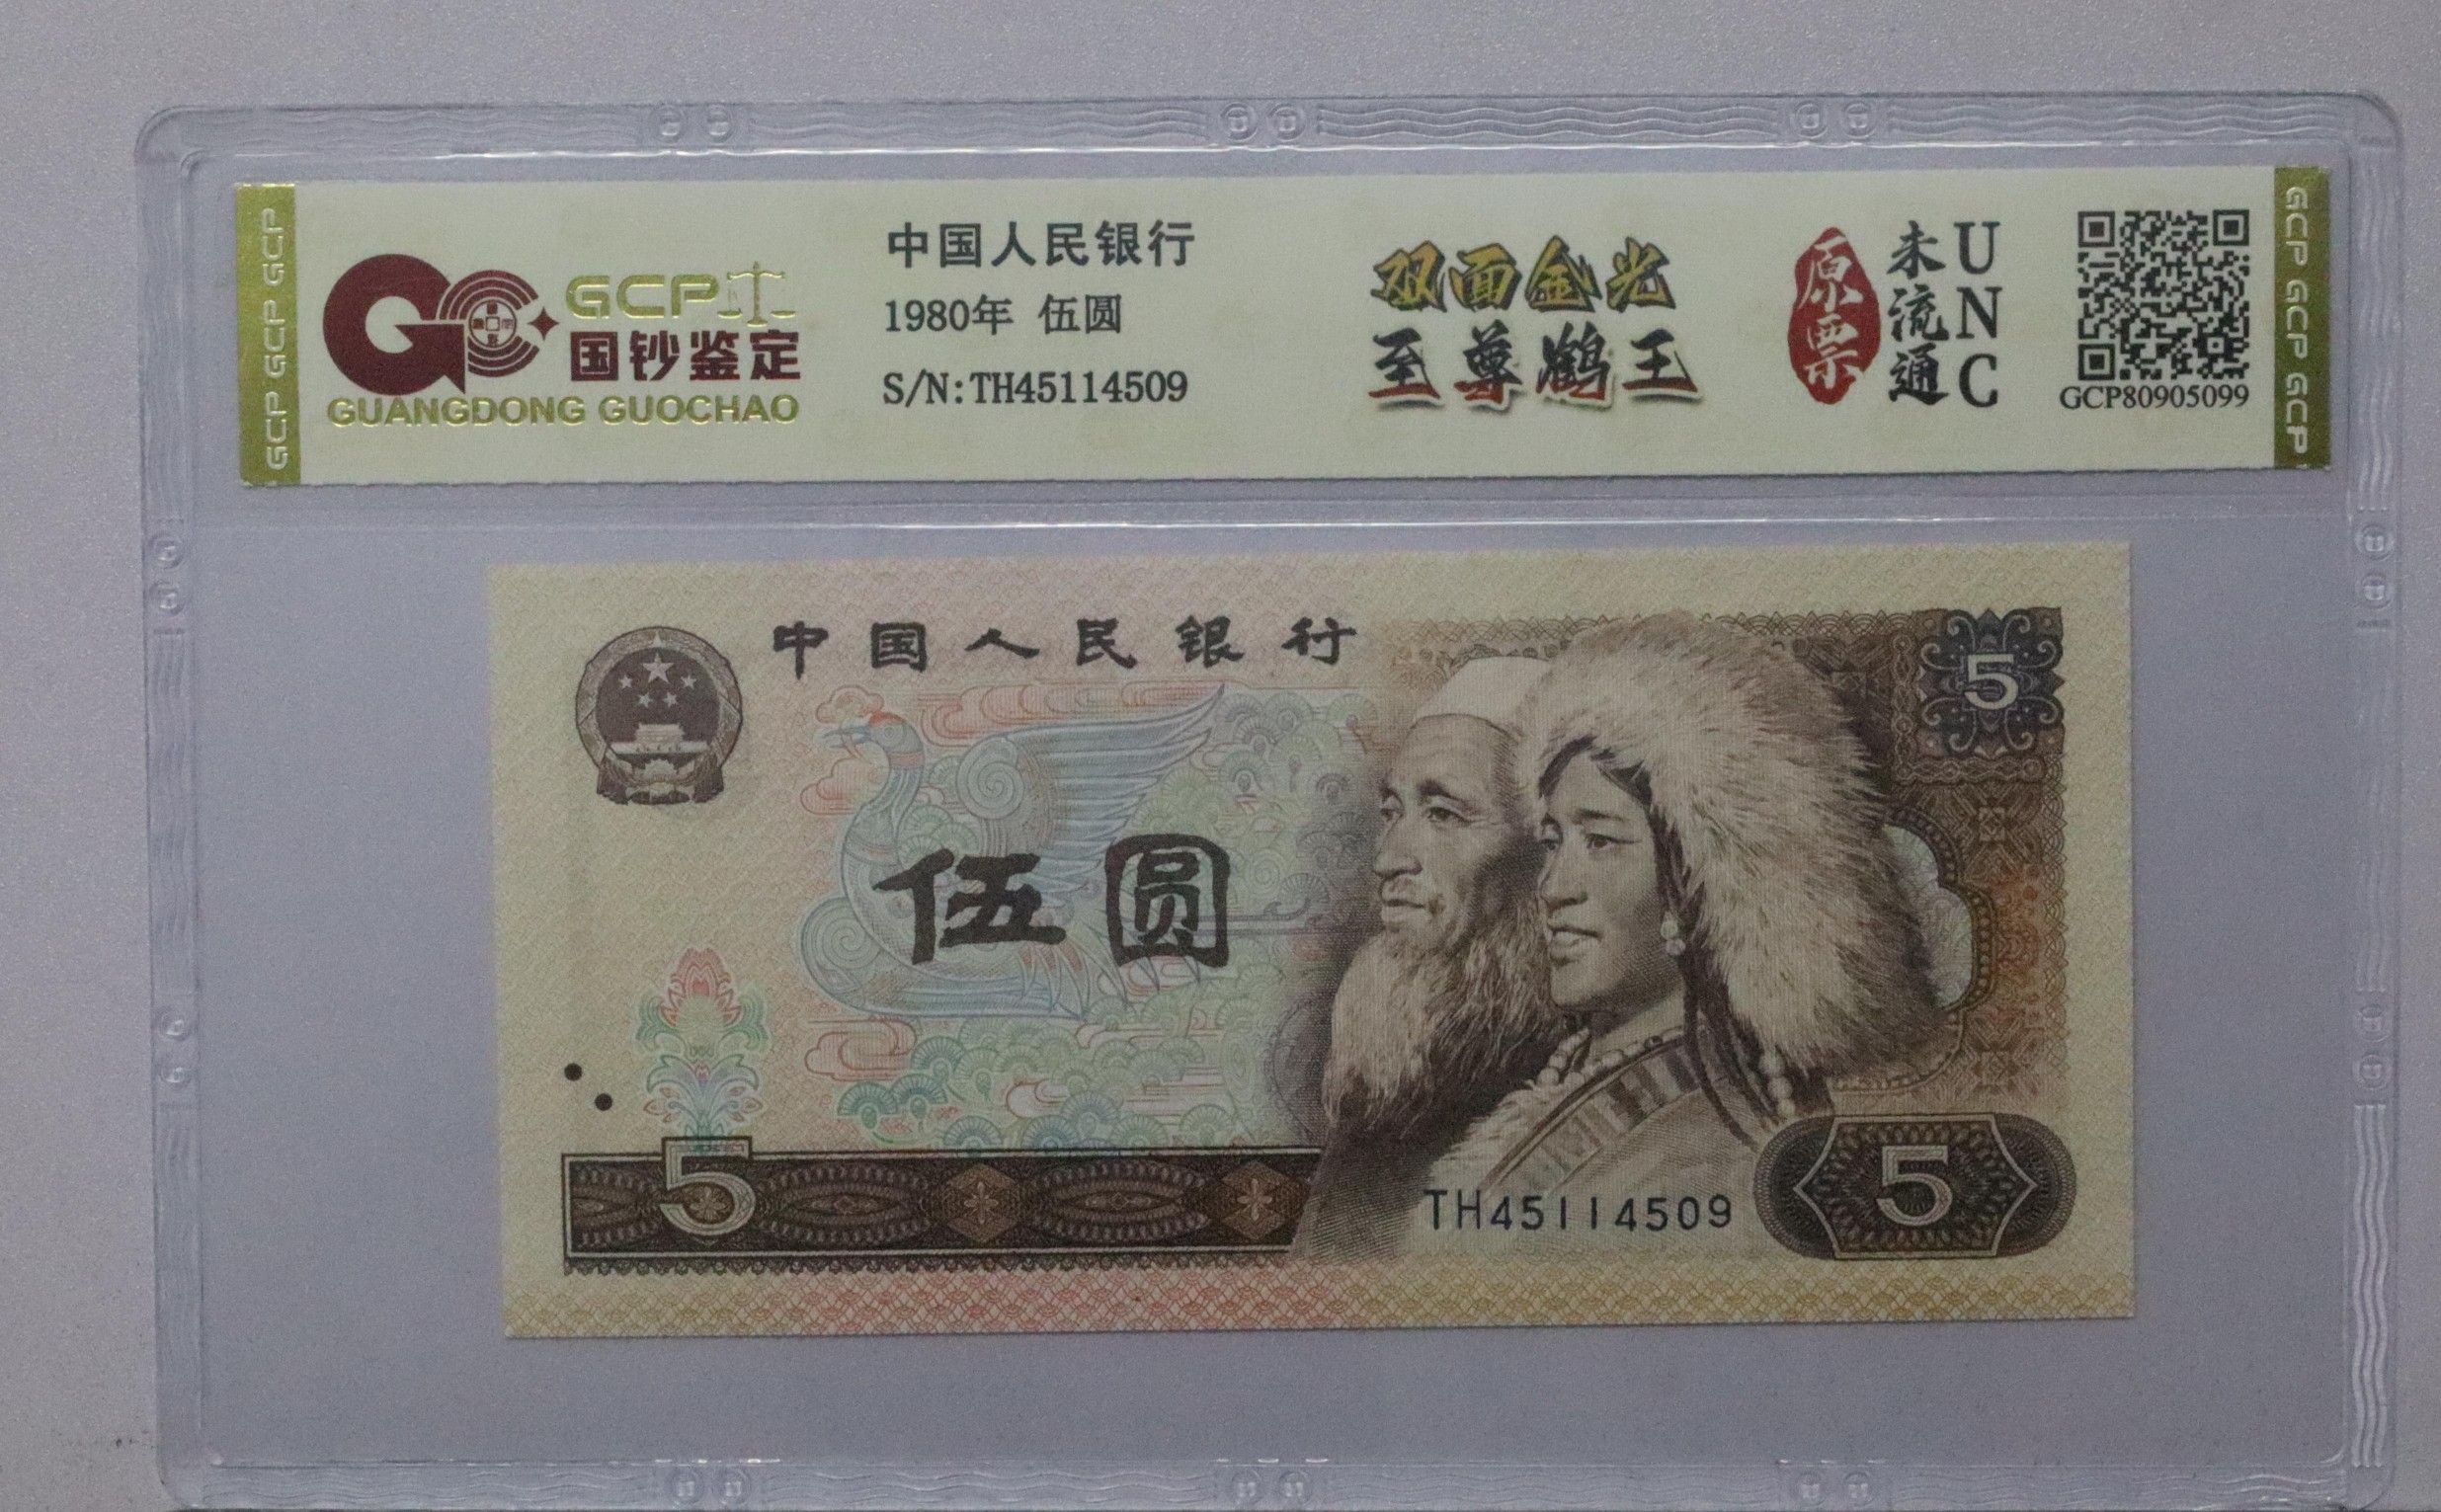 GCP GCP GCP
GCP
国钞鉴定
GUANGDONG GUOCHAO
中国人民银行
1980年 伍圆
S/N:TH45114509
双面金光
至尊鹤王
原票
未流通
UNC
GCP80905099
GCP GCP GCP
中国人民银行
5
伍圆
5
TH45114509
5